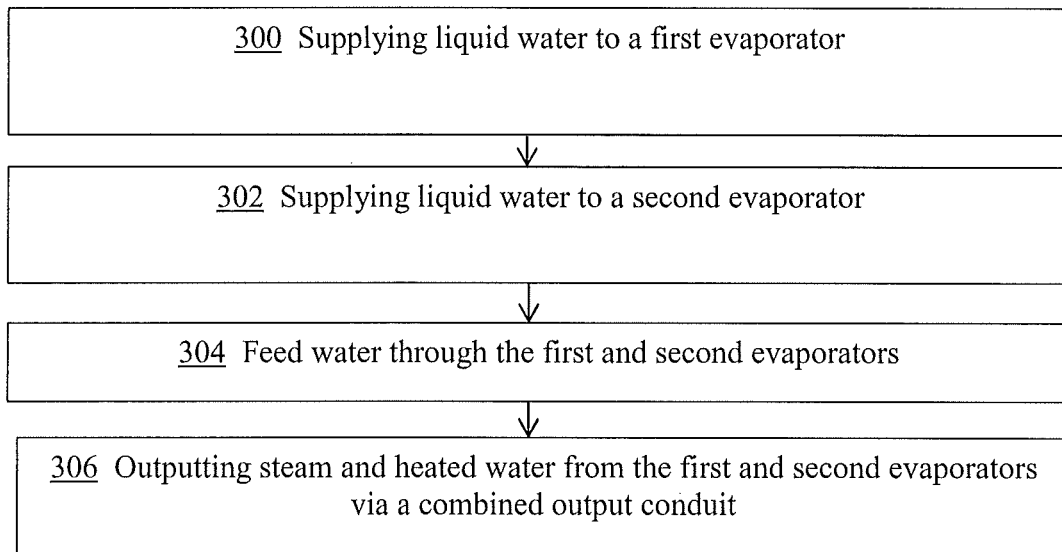 300 Supplying liquid water to a first evaporator
302 Supplying liquid water to a second evaporator
304 Feed water through the first and second evaporators
306 Outputting steam and heated water from the first and second evaporators
via a combined output conduit